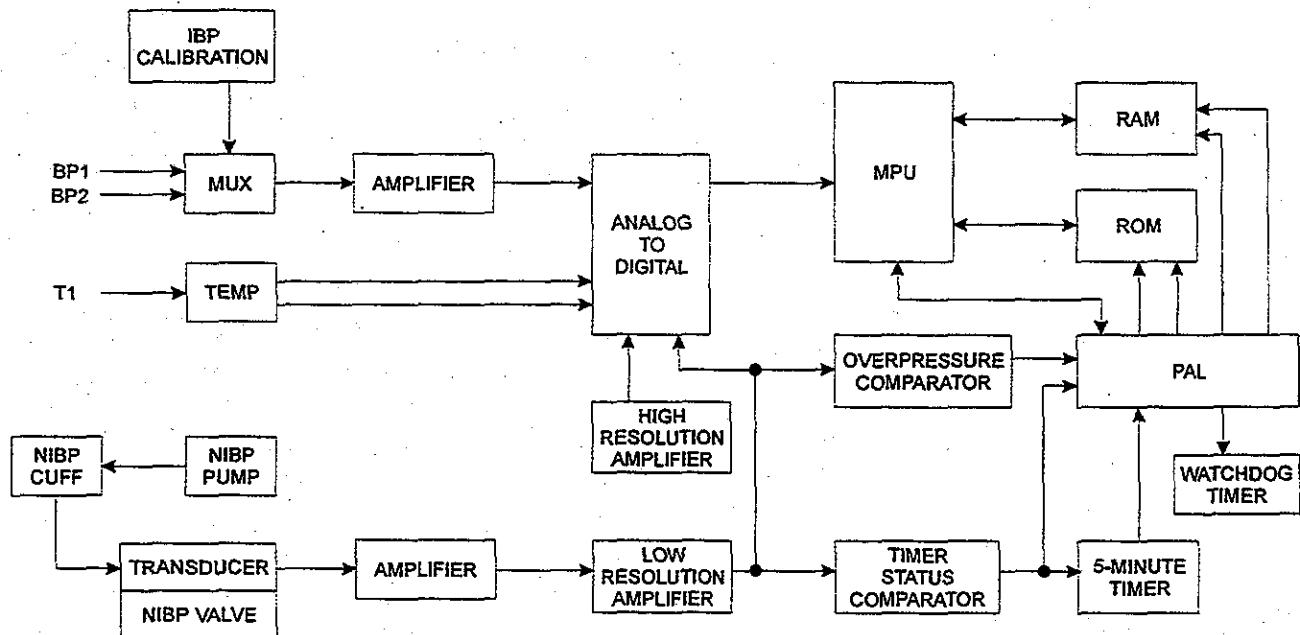 IBP
CALIBRATION
BP1
BP2
MUX
AMPLIFIER
ANALOG
TO
DIGITAL
MPU
RAM
ROM
T1
TEMP
OVERPRESSURE
COMPARATOR
PAL
HIGH
RESOLUTION
AMPLIFIER
NIBP
CUFF
NIBP
PUMP
WATCHDOG
TIMER
TRANSDUCER
NIBP VALVE
AMPLIFIER
LOW
RESOLUTION
AMPLIFIER
TIMER
STATUS
COMPARATOR
5-MINUTE
TIMER